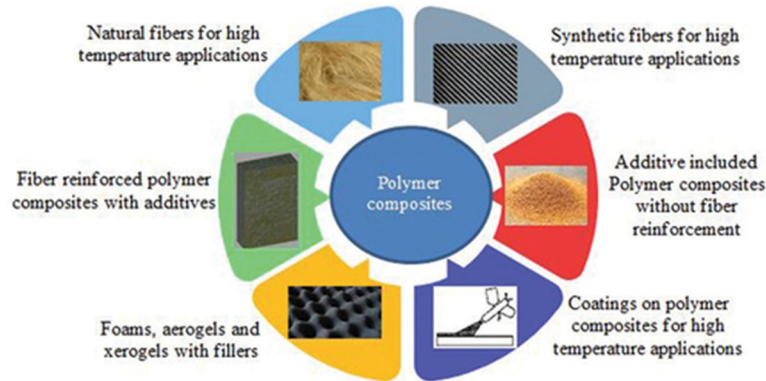 Natural fibers for high
temperature applications
Synthetic fibers for high
temperature applications
Fiber reinforced polymer
composites with additives
Polymer
composites
Additive included
Polymer composites
without fiber
reinforcement
Foams, aerogels and
xerogels with fillers
Coatings on polymer
composites for high
temperature applications